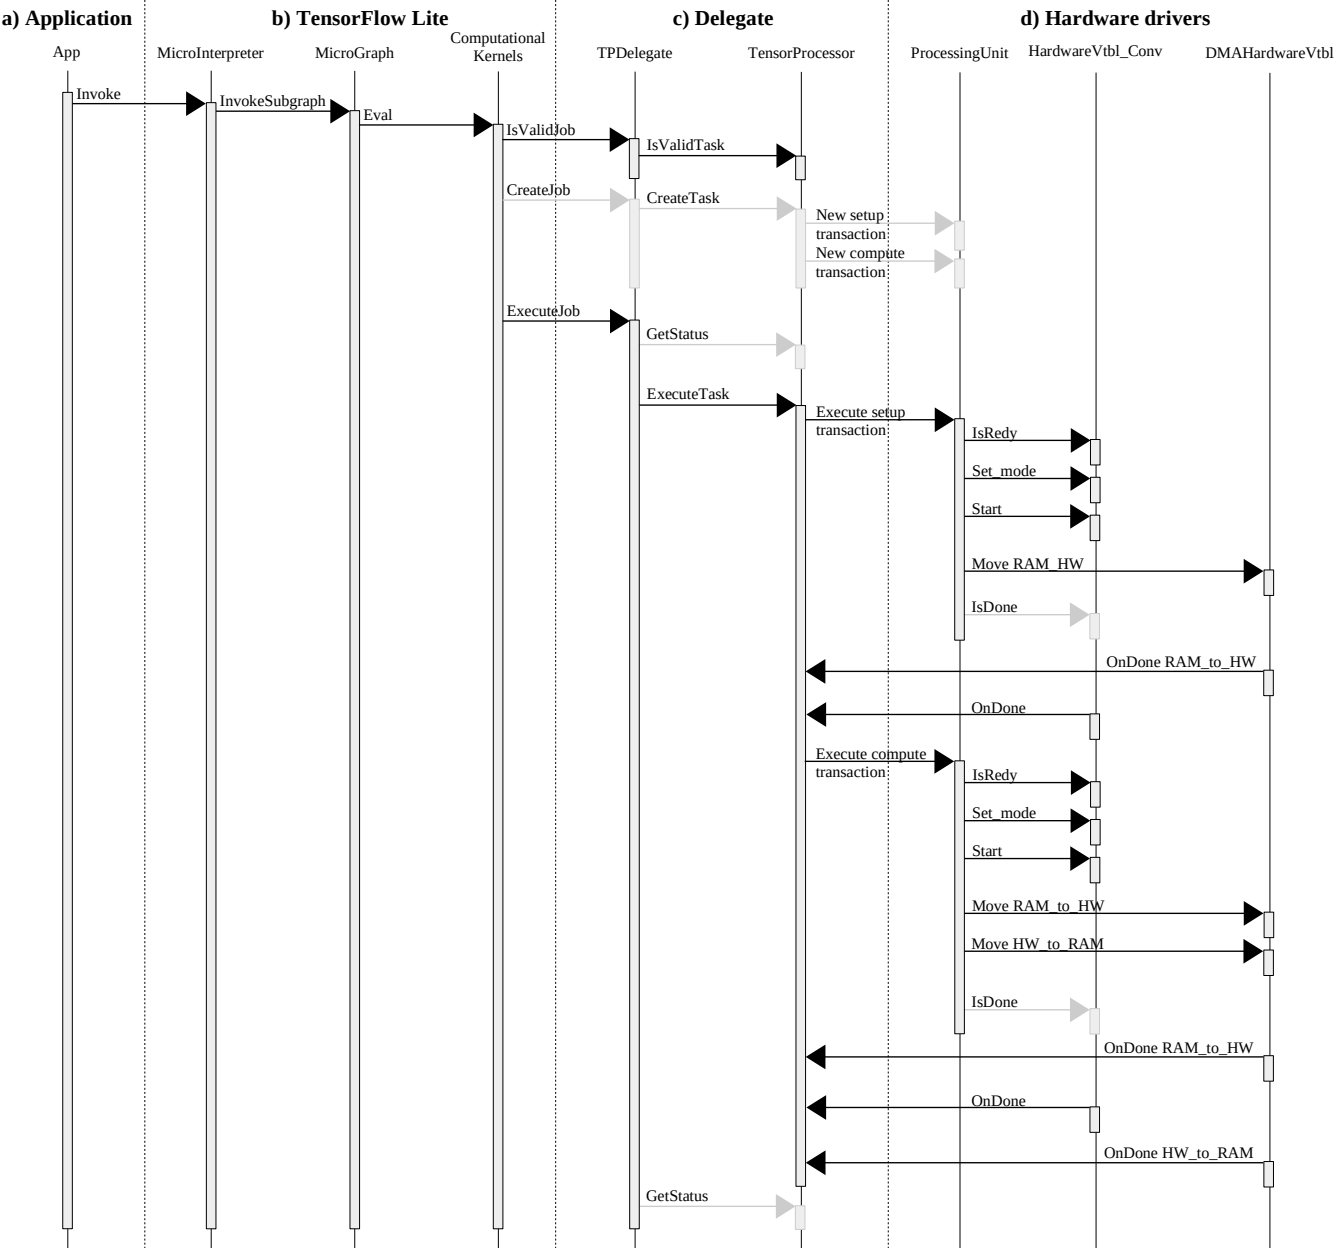 a) Application
b) TensorFlow Lite
c) Delegate
d) Hardware drivers
App
MicroInterpreter
MicroGraph
Computational
Kernels
TPDelegate
TensorProcessor
ProcessingUnit
HardwareVtbl_Conv
DMAHardwareVtbl
Invoke
InvokeSubgraph
Eval
IsValidJob
IsValidTask
CreateJob
CreateTask
New setup
transaction
New compute
transaction
ExecuteJob
GetStatus
ExecuteTask
Execute setup
transaction
IsRedy
Set_mode
Start
Move RAM_HW
IsDone
OnDone RAM_to_HW
OnDone
Execute compute
transaction
IsRedy
Set_mode
Start
Move RAM_to_HW
Move HW_to_RAM
IsDone
OnDone RAM_to_HW
OnDone
OnDone HW_to_RAM
GetStatus